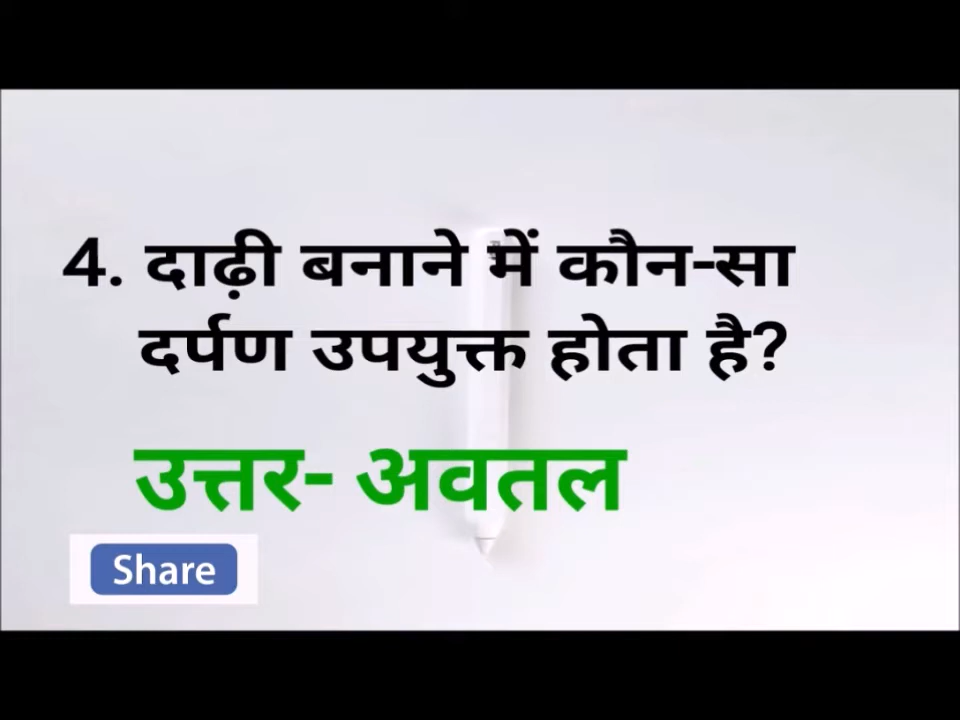 4. दाढ़ी बनाने में कौन-सा
दर्पण उपयुक्त होता है?
उत्तर- अवतल
Share